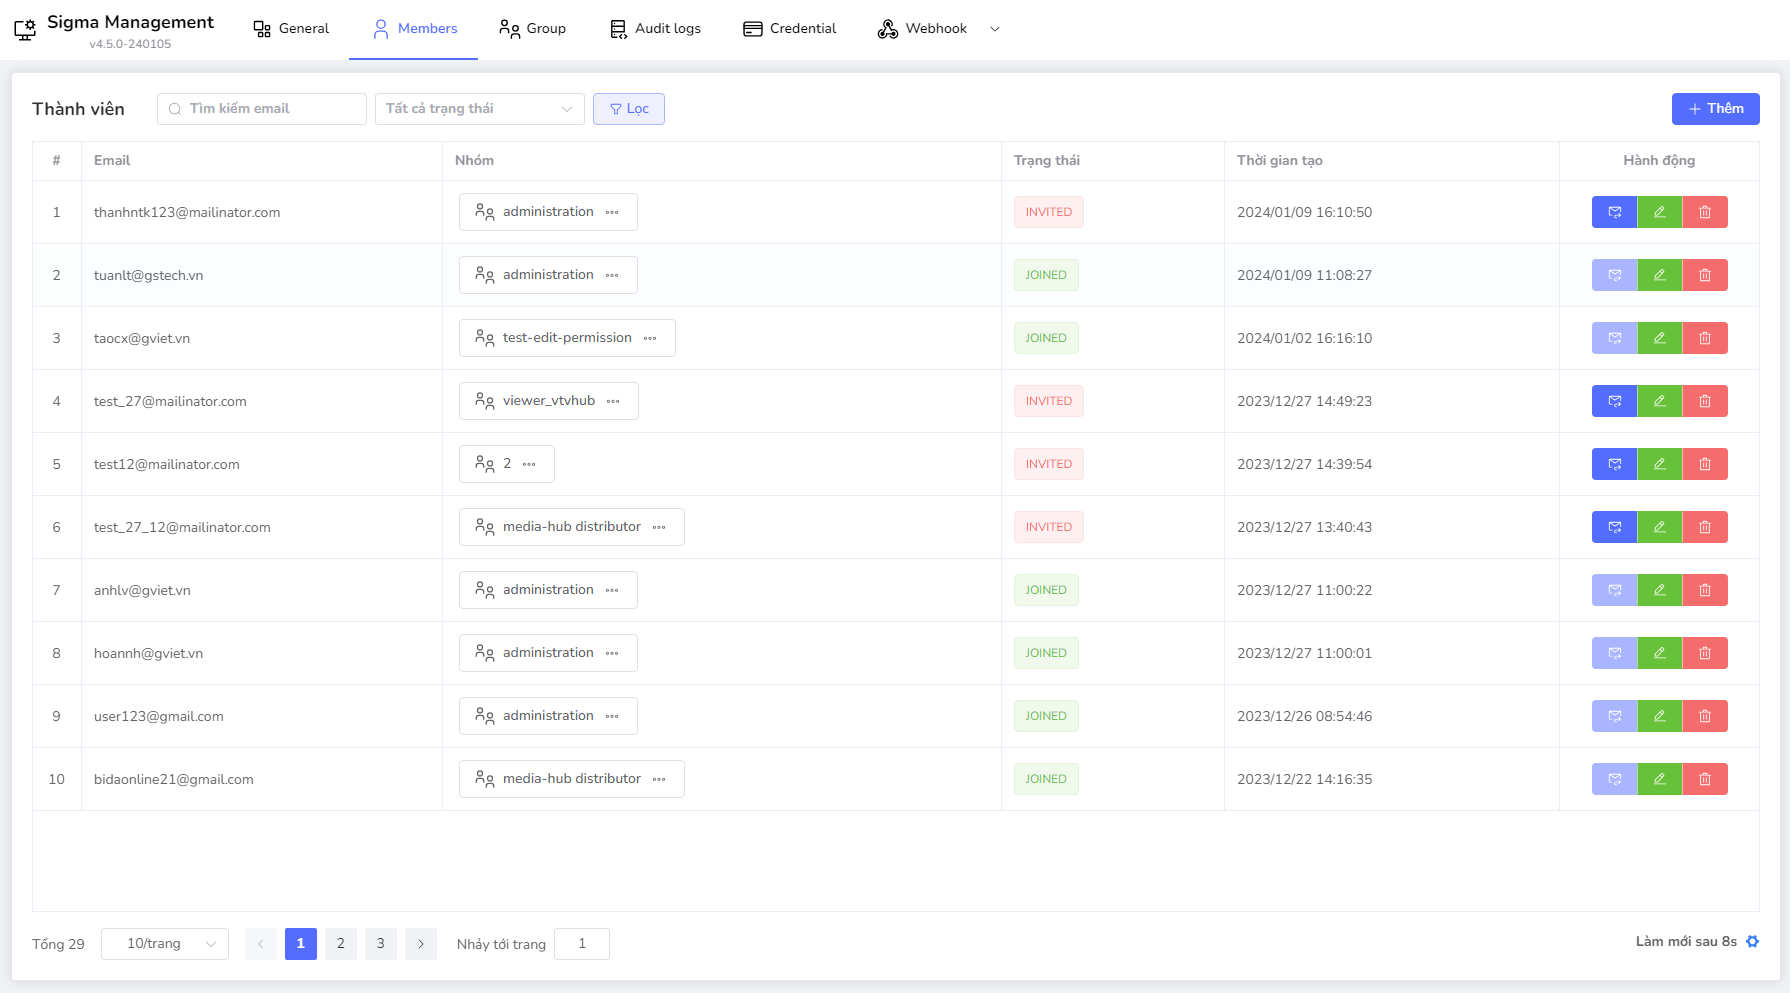 Sigma Management
v4.5.0-240105
General
Members
Group
Audit logs
Credential
Webhook
Thành viên
Tìm kiếm email
Tất cả trạng thái
Lọc
Thêm
# Email Nhóm Trạng thái Thời gian tạo Hành động
1 thanhntk123@mailinator.com administration INVITED 2024/01/09 16:10:50
2 tuanlt@gstech.vn administration JOINED 2024/01/09 11:08:27
3 taocx@gviet.vn test-edit-permission JOINED 2024/01/02 16:16:10
4 test_27@mailinator.com viewer_vtvhub INVITED 2023/12/27 14:49:23
5 test12@mailinator.com 2 INVITED 2023/12/27 14:39:54
6 test_27_12@mailinator.com media-hub distributor INVITED 2023/12/27 13:40:43
7 anhlv@gviet.vn administration JOINED 2023/12/27 11:00:22
8 hoannh@gviet.vn administration JOINED 2023/12/27 11:00:01
9 user123@gmail.com administration JOINED 2023/12/26 08:54:46
10 bidaonline21@gmail.com media-hub distributor JOINED 2023/12/22 14:16:35
Tổng 29 10/trang 1 2 3 Nhảy tới trang 1
Làm mới sau 8s